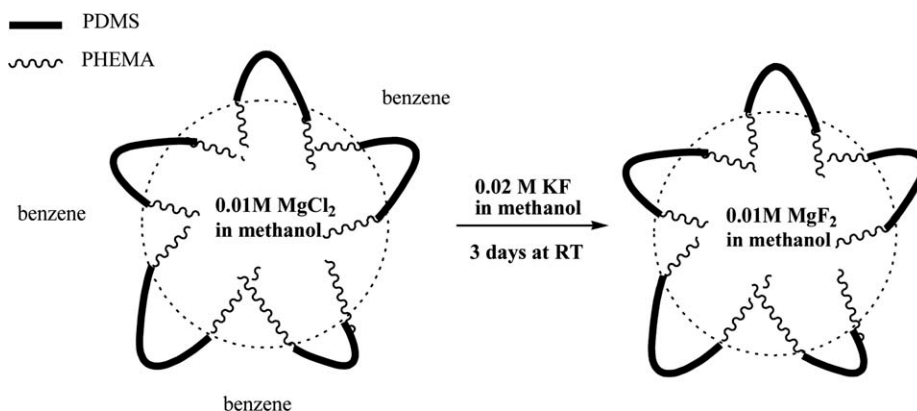 PDMS
PHEMA
benzene
0.01M MgCl₂
in methanol
benzene
0.02 M KF
in methanol
3 days at RT
0.01M MgF₂
in methanol
benzene